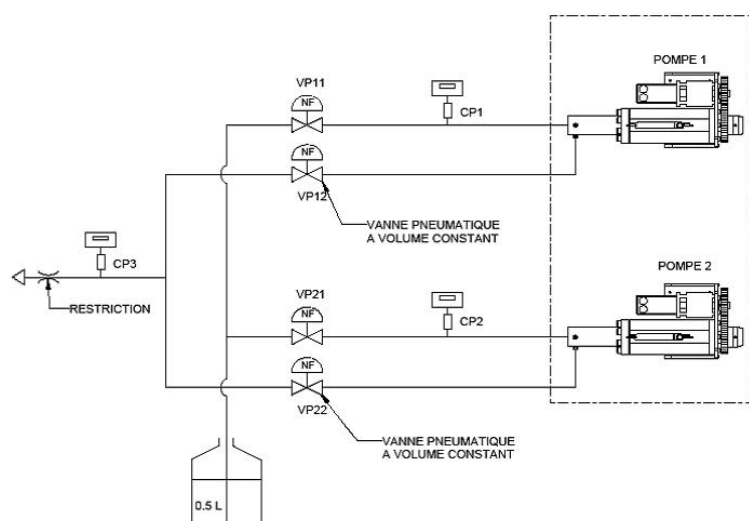 POMPE 1
VP11
NF
CP1
NF
VP12
VANNE PNEUMATIQUE
A VOLUME CONSTANT
CP3
RESTRICTION
POMPE 2
VP21
NF
CP2
NF
VP22
VANNE PNEUMATIQUE
A VOLUME CONSTANT
0.5 L